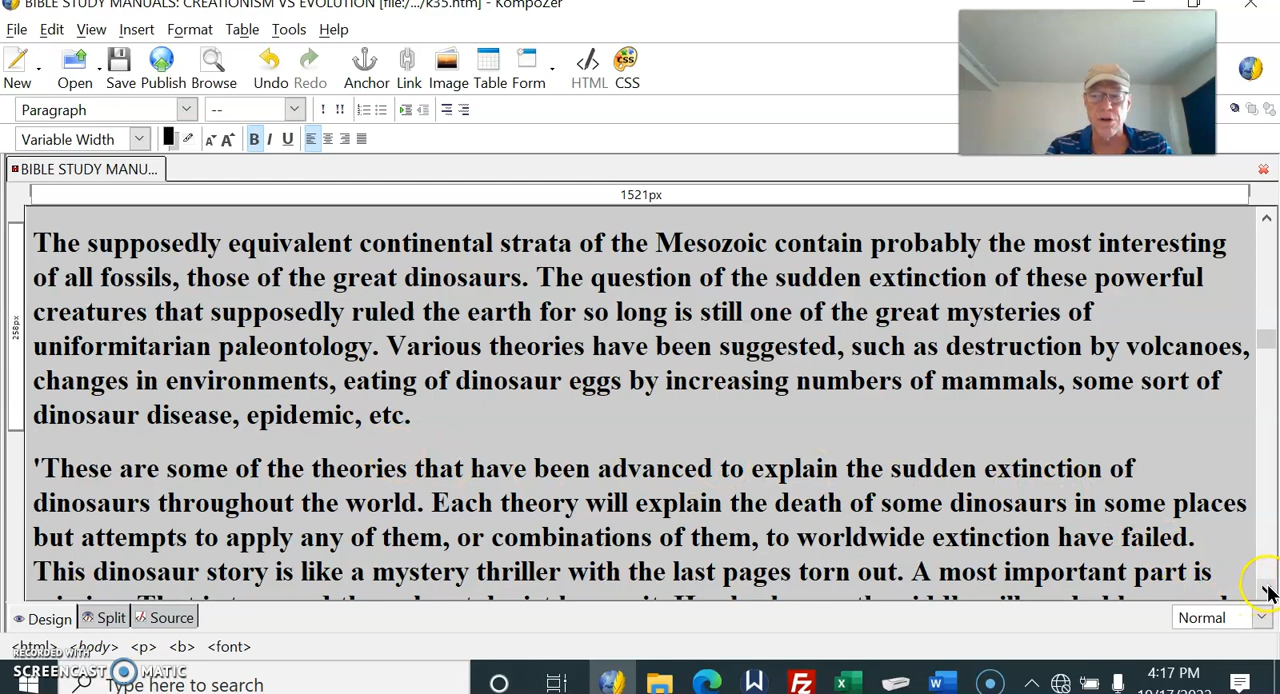 BIBLE STUDY MANUALS: CREATIONISM VS EVOLUTION [file:/.../k35.htm] - KompoZer
File Edit View Insert Format Table Tools Help
New Open Save Publish Browse Undo Redo Anchor Link Image Table Form HTML CSS
Paragraph -- ! !!
Variable Width A A B I U
BIBLE STUDY MANU...
1521px
258px
The supposedly equivalent continental strata of the Mesozoic contain probably the most interesting
of all fossils, those of the great dinosaurs. The question of the sudden extinction of these powerful
creatures that supposedly ruled the earth for so long is still one of the great mysteries of
uniformitarian paleontology. Various theories have been suggested, such as destruction by volcanoes,
changes in environments, eating of dinosaur eggs by increasing numbers of mammals, some sort of
dinosaur disease, epidemic, etc.
'These are some of the theories that have been advanced to explain the sudden extinction of
dinosaurs throughout the world. Each theory will explain the death of some dinosaurs in some places
but attempts to apply any of them, or combinations of them, to worldwide extinction have failed.
This dinosaur story is like a mystery thriller with the last pages torn out. A most important part is
Design Split Source Normal
<html> <body> <p> <b> <font>
RECORDED WITH
SCREENCAST MATIC
Type here to search
4:17 PM